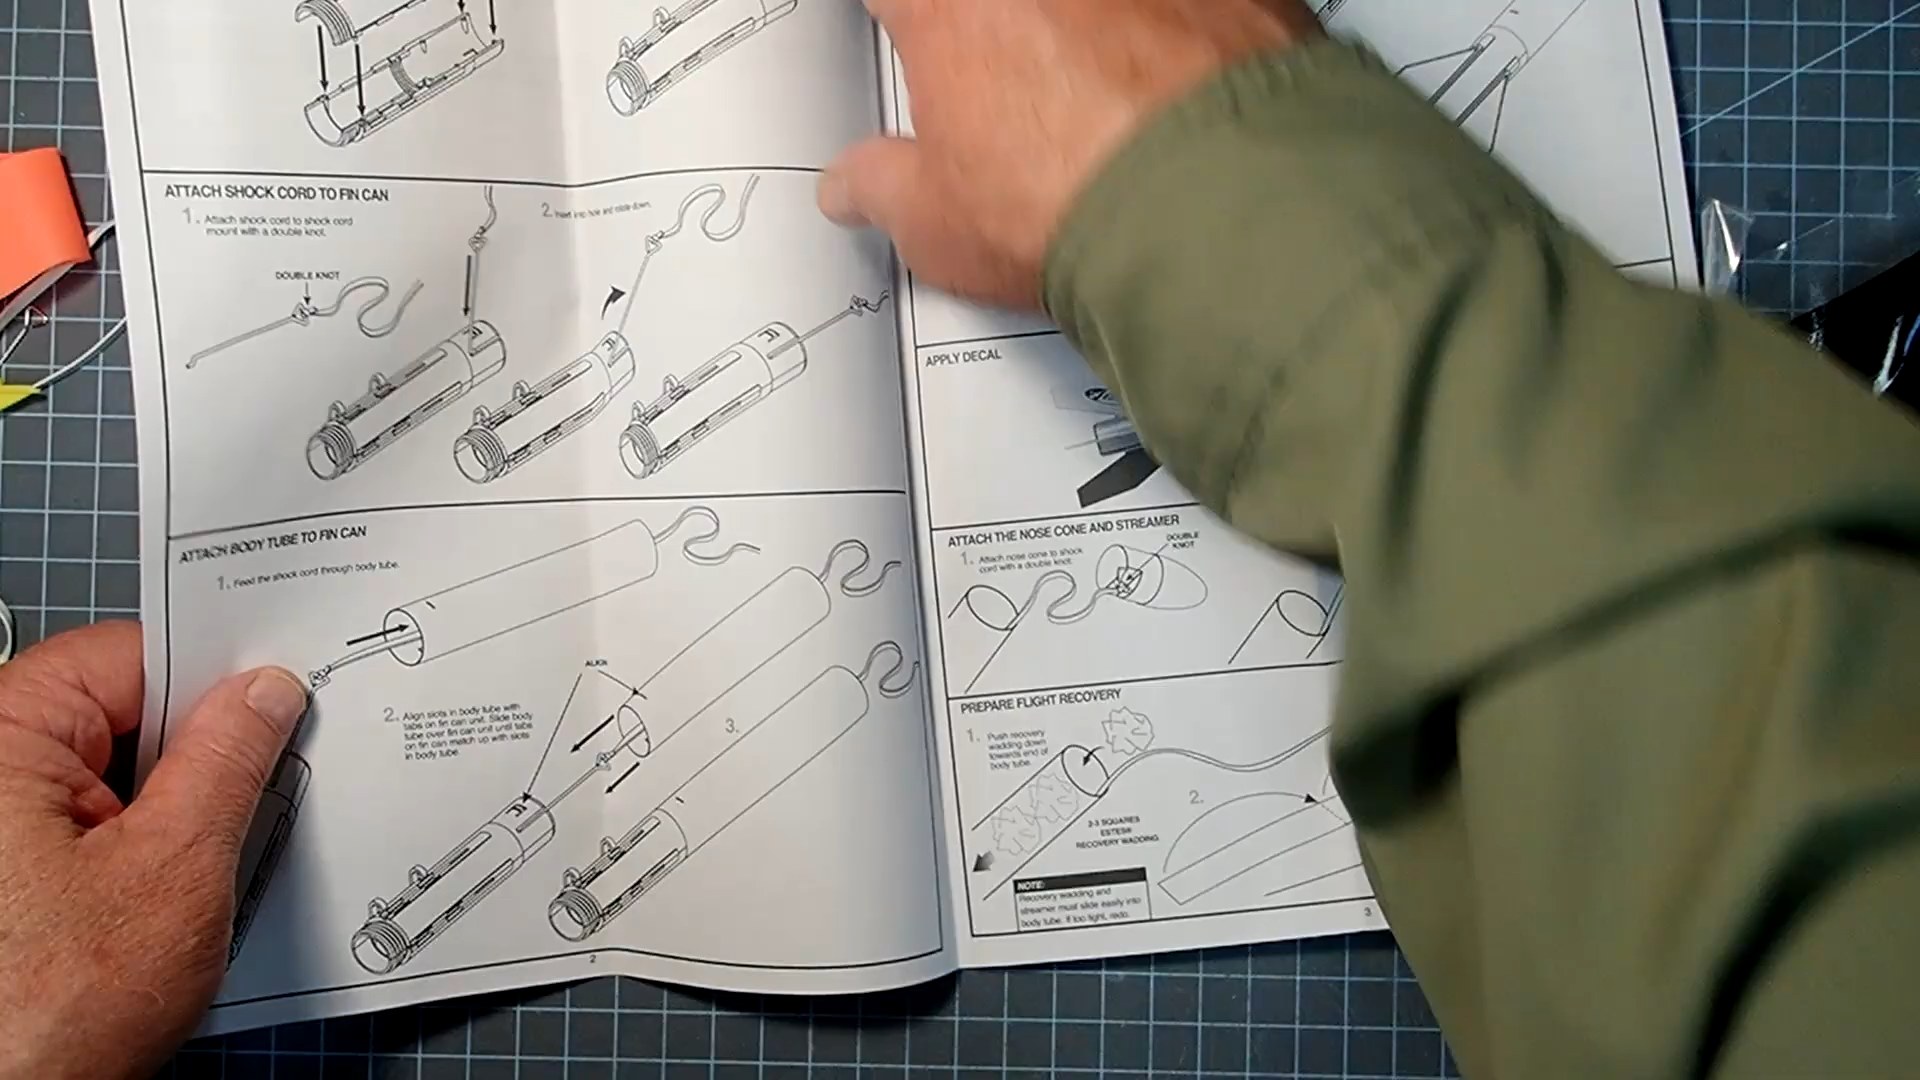 ATTACH SHOCK CORD TO FIN CAN
1. Attach shock cord to shock cord
mount with a double knot.
DOUBLE KNOT
2. Insert into hole and rotate down.
ATTACH BODY TUBE TO FIN CAN
1. Feed the shock cord through body tube.
ALIGN
2. Align slots in body tube with
tabs on fin can unit. Slide body
tube over fin can unit until tabs
on fin can match up with slots
in body tube.
3.
2
APPLY DECAL
ATTACH THE NOSE CONE AND STREAMER
1. Attach nose cone to shock
cord with a double knot.
DOUBLE
KNOT
PREPARE FLIGHT RECOVERY
1. Push recovery
wadding down
towards end of
body tube.
2.
2-3 SQUARES
ESTES®
RECOVERY WADDING
NOTE:
Recovery wadding and
streamer must slide easily into
body tube. If too tight, redo.
3